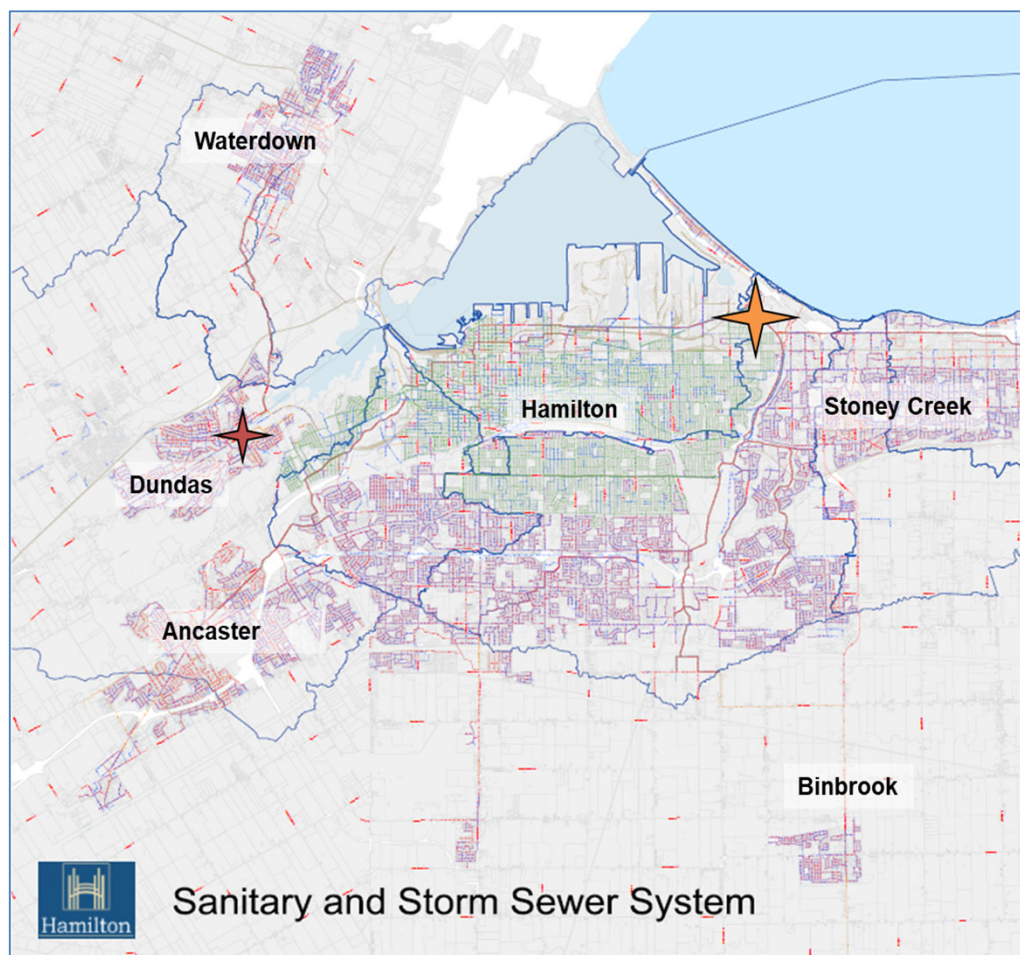 Waterdown
Hamilton
Stoney Creek
Dundas
Ancaster
Binbrook
Hamilton
Sanitary and Storm Sewer System